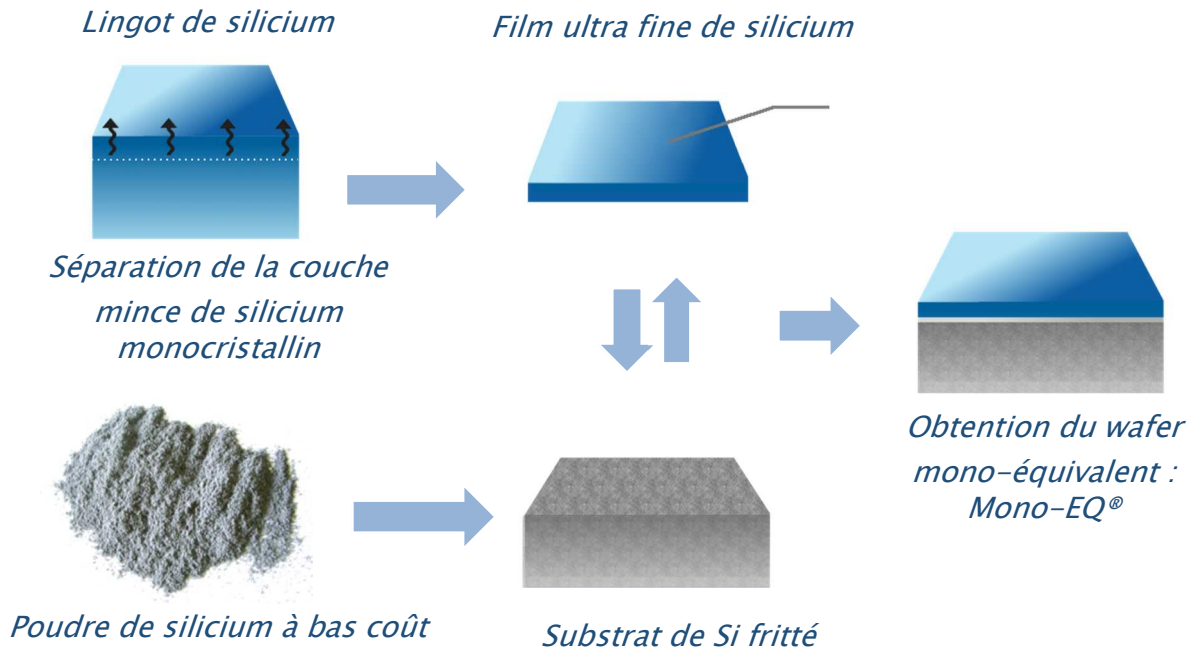 Lingot de silicium
Film ultra fine de silicium
Séparation de la couche
mince de silicium
monocristallin
Obtention du wafer
mono-équivalent :
Mono-EQ®
Poudre de silicium à bas coût
Substrat de Si fritté